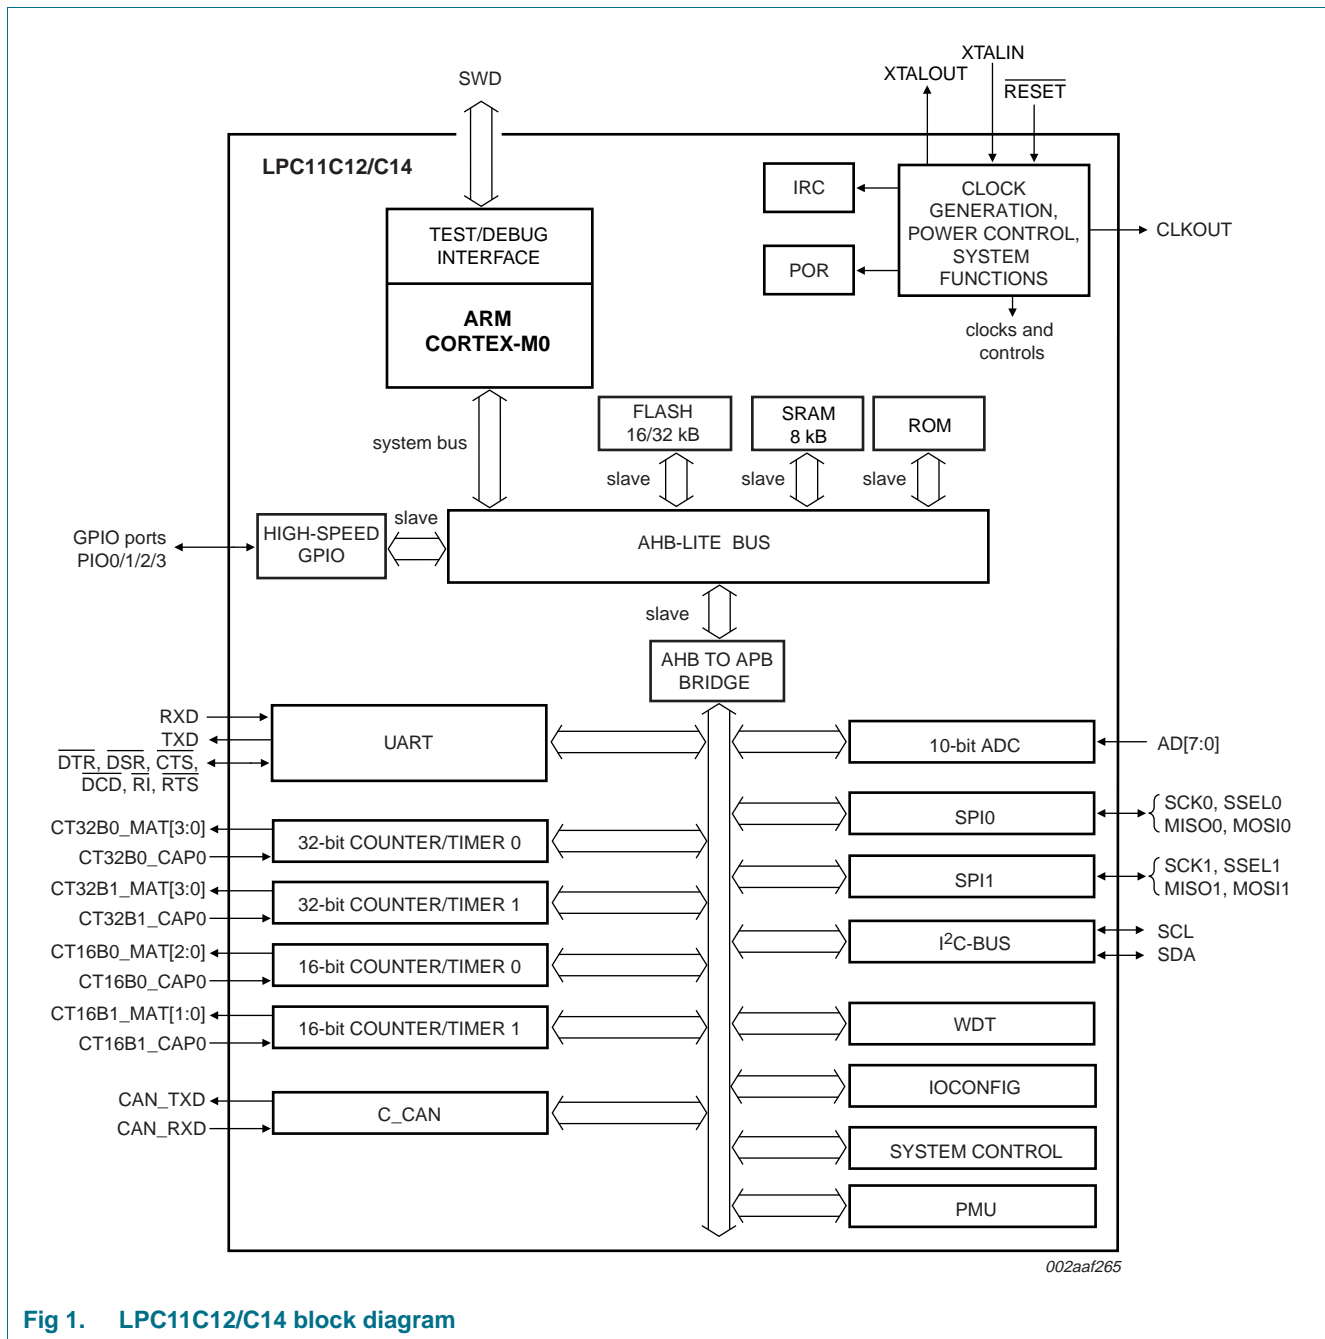 SWD
XTALIN
XTALOUT
RESET
LPC11C12/C14
IRC
CLOCK
GENERATION,
POWER CONTROL,
SYSTEM
FUNCTIONS
CLKOUT
TEST/DEBUG
INTERFACE
POR
ARM
CORTEX-M0
clocks and
controls
FLASH
16/32 kB
SRAM
8 kB
ROM
system bus
slave
slave
slave
slave
GPIO ports
PIO0/1/2/3
HIGH-SPEED
GPIO
AHB-LITE BUS
slave
AHB TO APB
BRIDGE
RXD
TXD
DTR, DSR, CTS,
DCD, RI, RTS
UART
10-bit ADC
AD[7:0]
CT32B0_MAT[3:0]
CT32B0_CAP0
32-bit COUNTER/TIMER 0
SPI0
SCK0, SSEL0
MISO0, MOSI0
CT32B1_MAT[3:0]
CT32B1_CAP0
32-bit COUNTER/TIMER 1
SPI1
SCK1, SSEL1
MISO1, MOSI1
CT16B0_MAT[2:0]
CT16B0_CAP0
16-bit COUNTER/TIMER 0
I2C-BUS
SCL
SDA
CT16B1_MAT[1:0]
CT16B1_CAP0
16-bit COUNTER/TIMER 1
WDT
IOCONFIG
CAN_TXD
CAN_RXD
C_CAN
SYSTEM CONTROL
PMU
002aaf265
Fig 1. LPC11C12/C14 block diagram